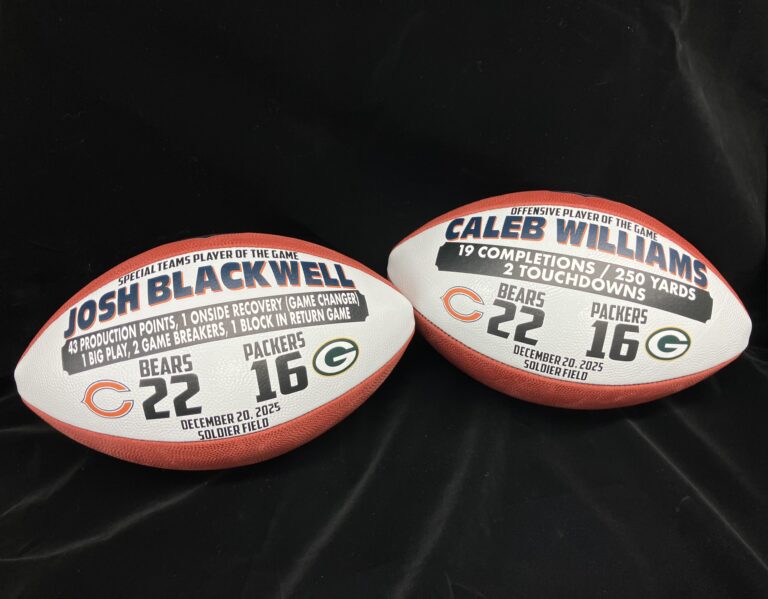 SPECIAL TEAMS PLAYER OF THE GAME
JOSH BLACKWELL
43 PRODUCTION POINTS, 1 ONSIDE RECOVERY (GAME CHANGER)
1 BIG PLAY, 2 GAME BREAKERS, 1 BLOCK IN RETURN GAME
BEARS PACKERS
C 22 16 G
DECEMBER 20, 2025
SOLDIER FIELD
OFFENSIVE PLAYER OF THE GAME
CALEB WILLIAMS
19 COMPLETIONS / 250 YARDS
2 TOUCHDOWNS
BEARS PACKERS
C 22 16 G
DECEMBER 20, 2025
SOLDIER FIELD